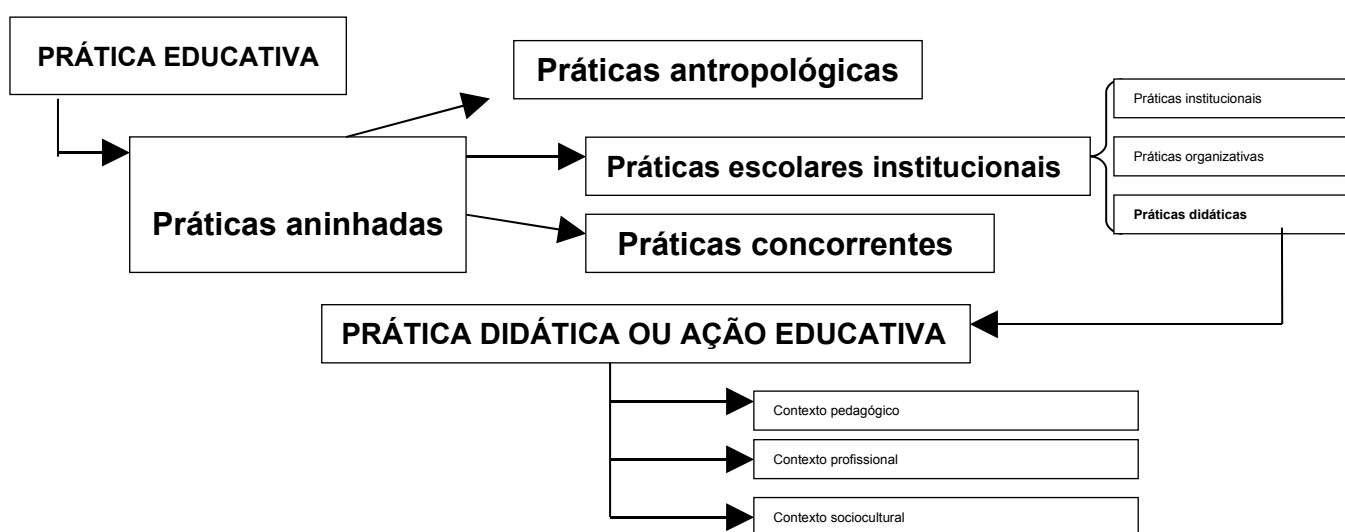 PRÁTICA EDUCATIVA
Práticas antropológicas
Práticas institucionais
Práticas escolares institucionais
Práticas organizativas
Práticas aninhadas
Práticas didáticas
Práticas concorrentes
PRÁTICA DIDÁTICA OU AÇÃO EDUCATIVA
Contexto pedagógico
Contexto profissional
Contexto sociocultural